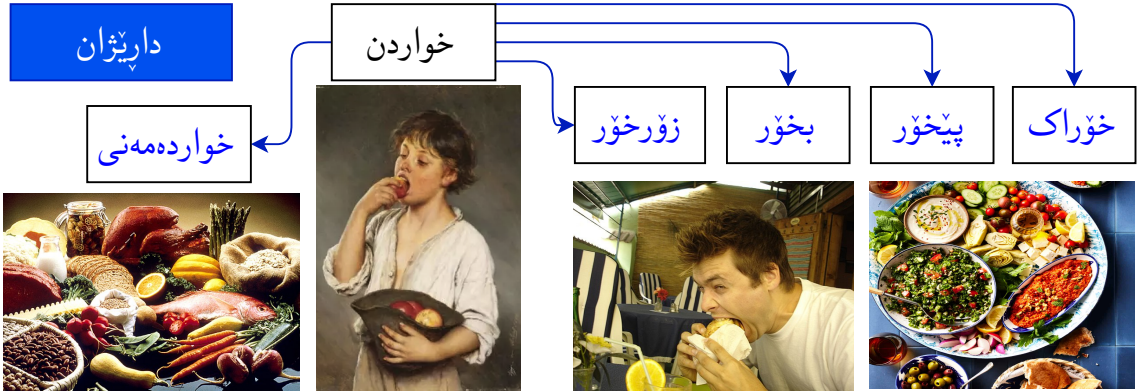 داڕێژان
خواردن
خۆراک
پێخۆر
بخۆر
زۆرخۆر
خواردەمەنی